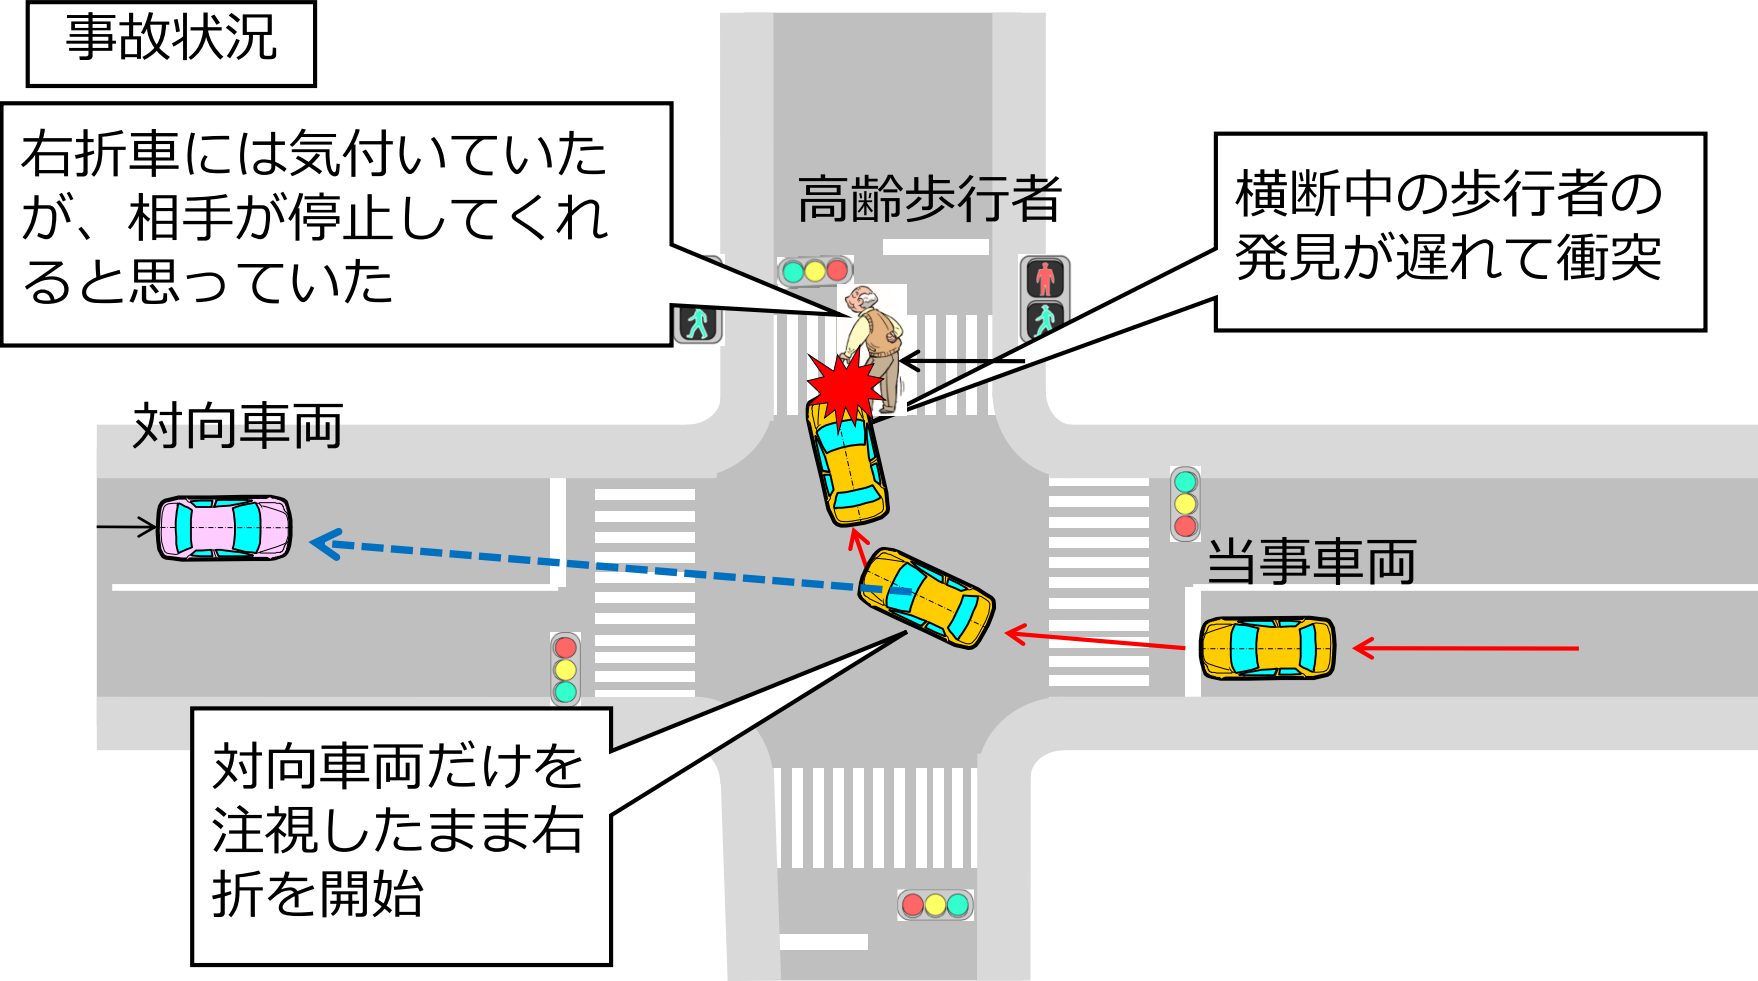 事故状況
右折車には気付いていた
が、相手が停止してくれ
ると思っていた
高齢歩行者
横断中の歩行者の
発見が遅れて衝突
対向車両
当事車両
対向車両だけを
注視したまま右
折を開始